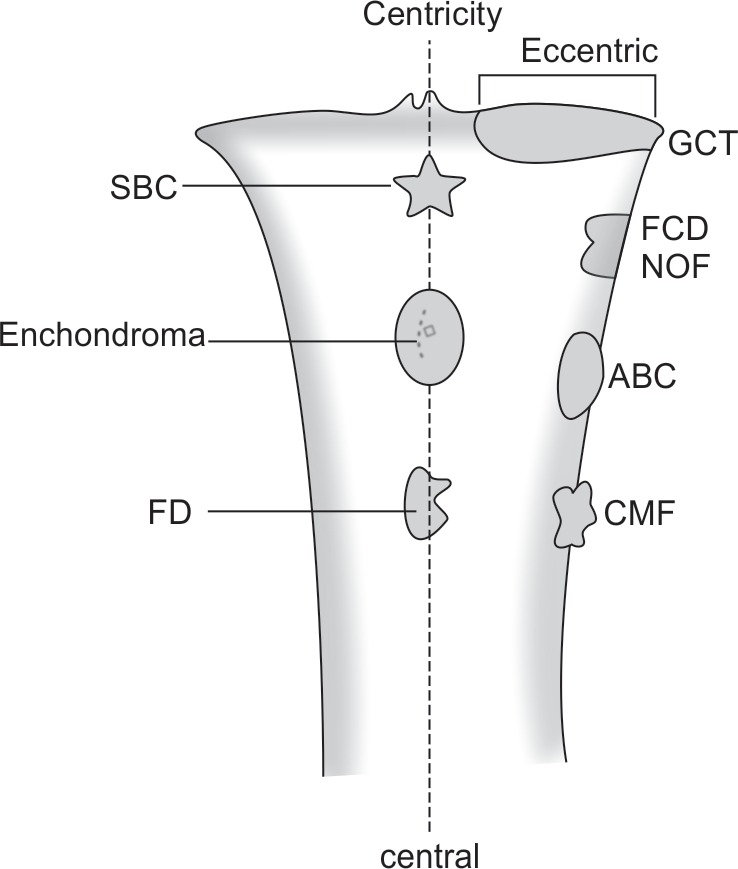 Centricity
Eccentric
GCT
SBC
FCD
NOF
Enchondroma
ABC
FD
CMF
central